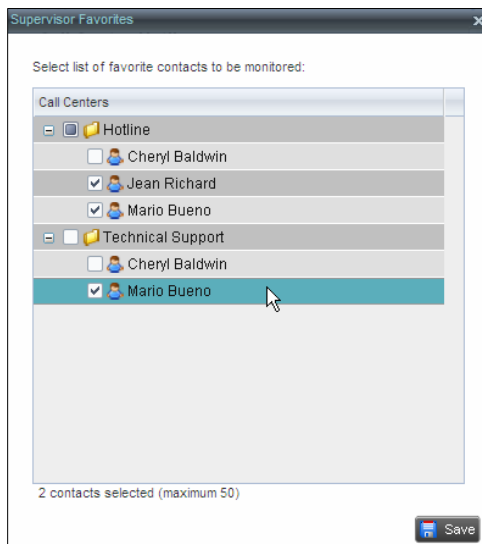 Supervisor Favorites
Select list of favorite contacts to be monitored:
Call Centers
Hotline
Cheryl Baldwin
Jean Richard
Mario Bueno
Technical Support
Cheryl Baldwin
Mario Bueno
2 contacts selected (maximum 50)
Save